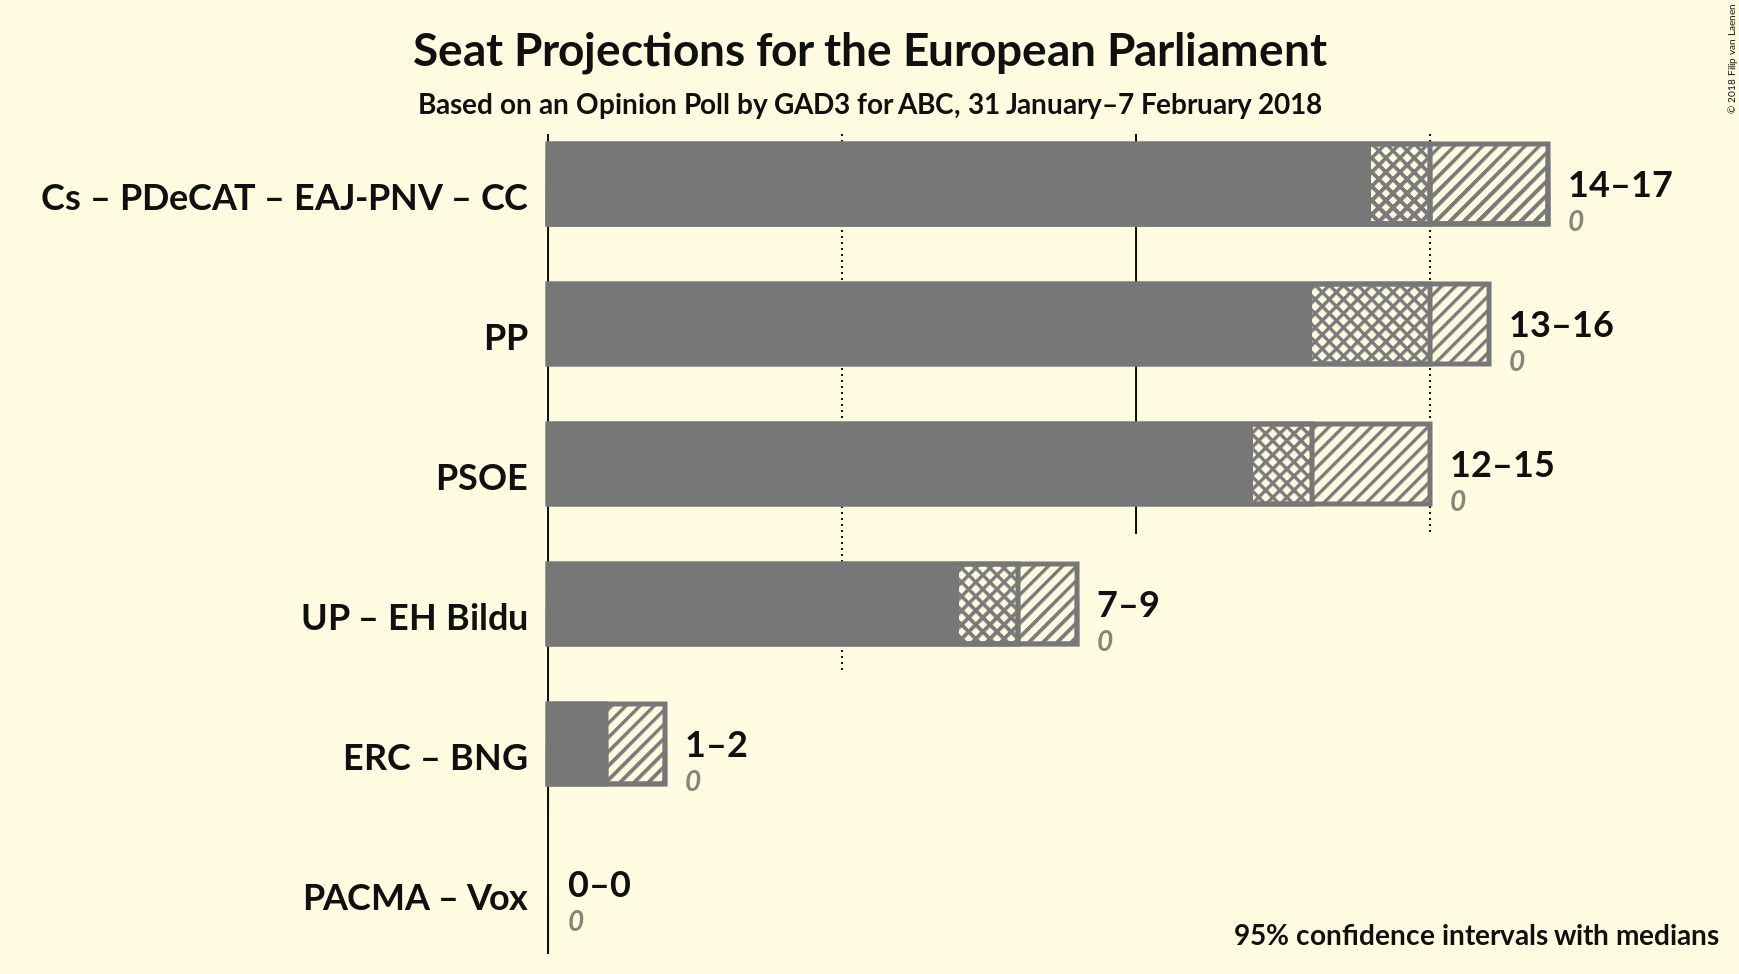 Seat Projections for the European Parliament
Based on an Opinion Poll by GAD3 for ABC, 31 January–7 February 2018
© 2018 Filip van Laenen
Cs – PDeCAT – EAJ-PNV – CC
14–17
0
PP
13–16
0
PSOE
12–15
0
UP – EH Bildu
7–9
0
ERC – BNG
1–2
0
PACMA – Vox
0–0
0
95% confidence intervals with medians